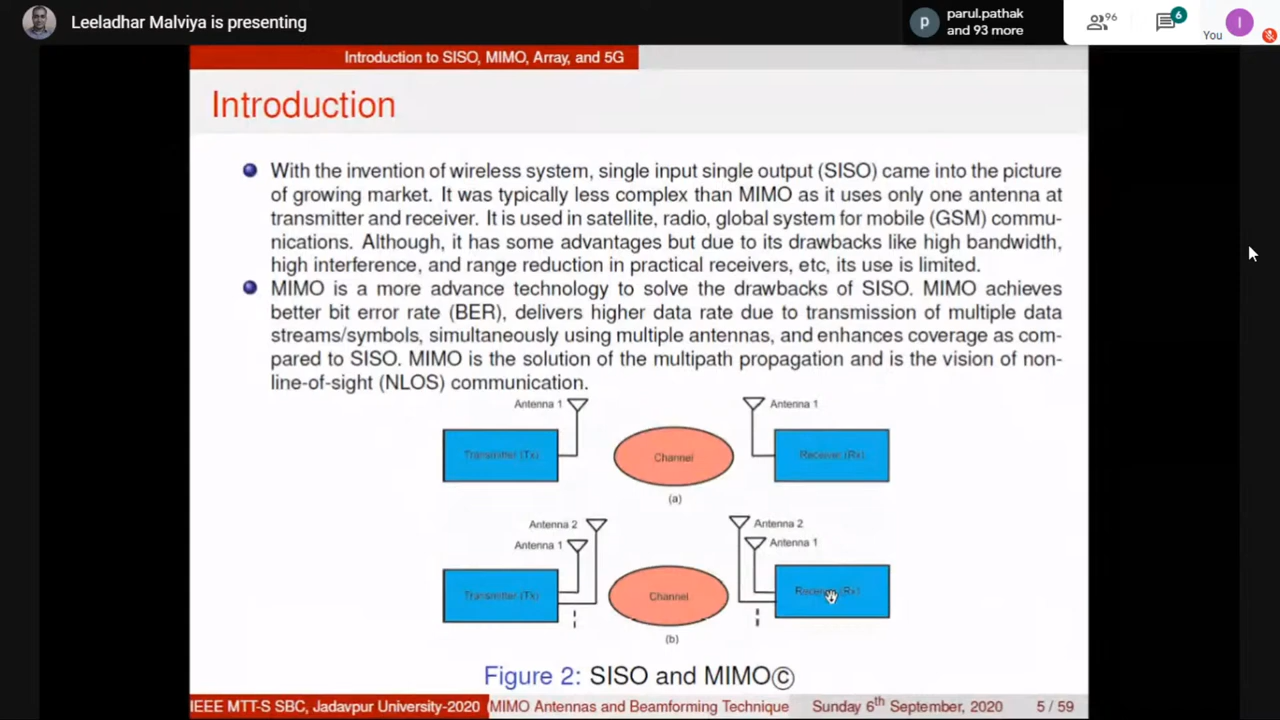 Leeladhar Malviya is presenting
p
parul.pathak
and 93 more
96
6
I
You
Introduction to SISO, MIMO, Array, and 5G
Introduction
With the invention of wireless system, single input single output (SISO) came into the picture
of growing market. It was typically less complex than MIMO as it uses only one antenna at
transmitter and receiver. It is used in satellite, radio, global system for mobile (GSM) commu-
nications. Although, it has some advantages but due to its drawbacks like high bandwidth,
high interference, and range reduction in practical receivers, etc, its use is limited.
MIMO is a more advance technology to solve the drawbacks of SISO. MIMO achieves
better bit error rate (BER), delivers higher data rate due to transmission of multiple data
streams/symbols, simultaneously using multiple antennas, and enhances coverage as com-
pared to SISO. MIMO is the solution of the multipath propagation and is the vision of non-
line-of-sight (NLOS) communication.
Antenna 1
Antenna 1
Transmitter (Tx)
Channel
Receiver (Rx)
(a)
Antenna 2
Antenna 2
Antenna 1
Antenna 1
Transmitter (Tx)
Channel
Receiver (Rx)
(b)
Figure 2: SISO and MIMO©
IEEE MTT-S SBC, Jadavpur University-2020 (MIMO Antennas and Beamforming Technique Sunday 6th September, 2020 5 / 59